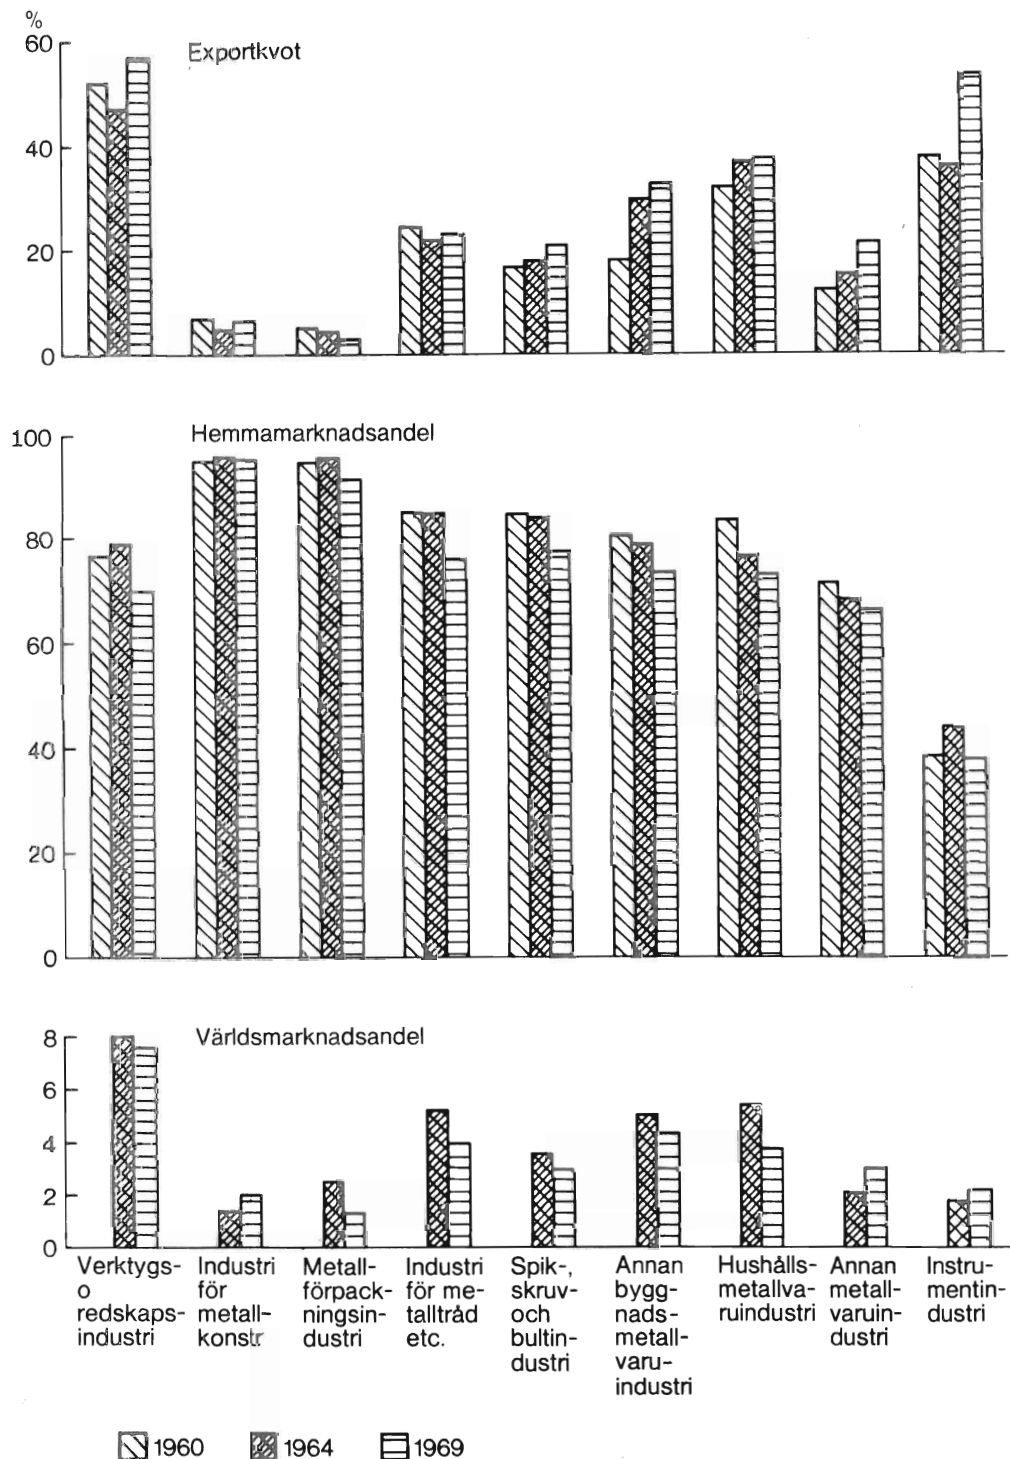 %
60
Exportkvot
40
20
0
100
Hemmamarknadsandel
80
60
40
20
0
8
Världsmarknadsandel
6
4
2
0
Verktygs-
o
redskaps-
industri
Industri
för
metall-
konstr.
Metall-
förpack-
ningsin-
dustri
Industri
för me-
talltråd
etc.
Spik-,
skruv-
och
bultin-
dustri
Annan
bygg-
nads-
metall-
varu-
industri
Hushålls-
metallva-
ruindustri
Annan
metall-
varuin-
dustri
Instru-
mentin-
dustri
1960 1964 1969